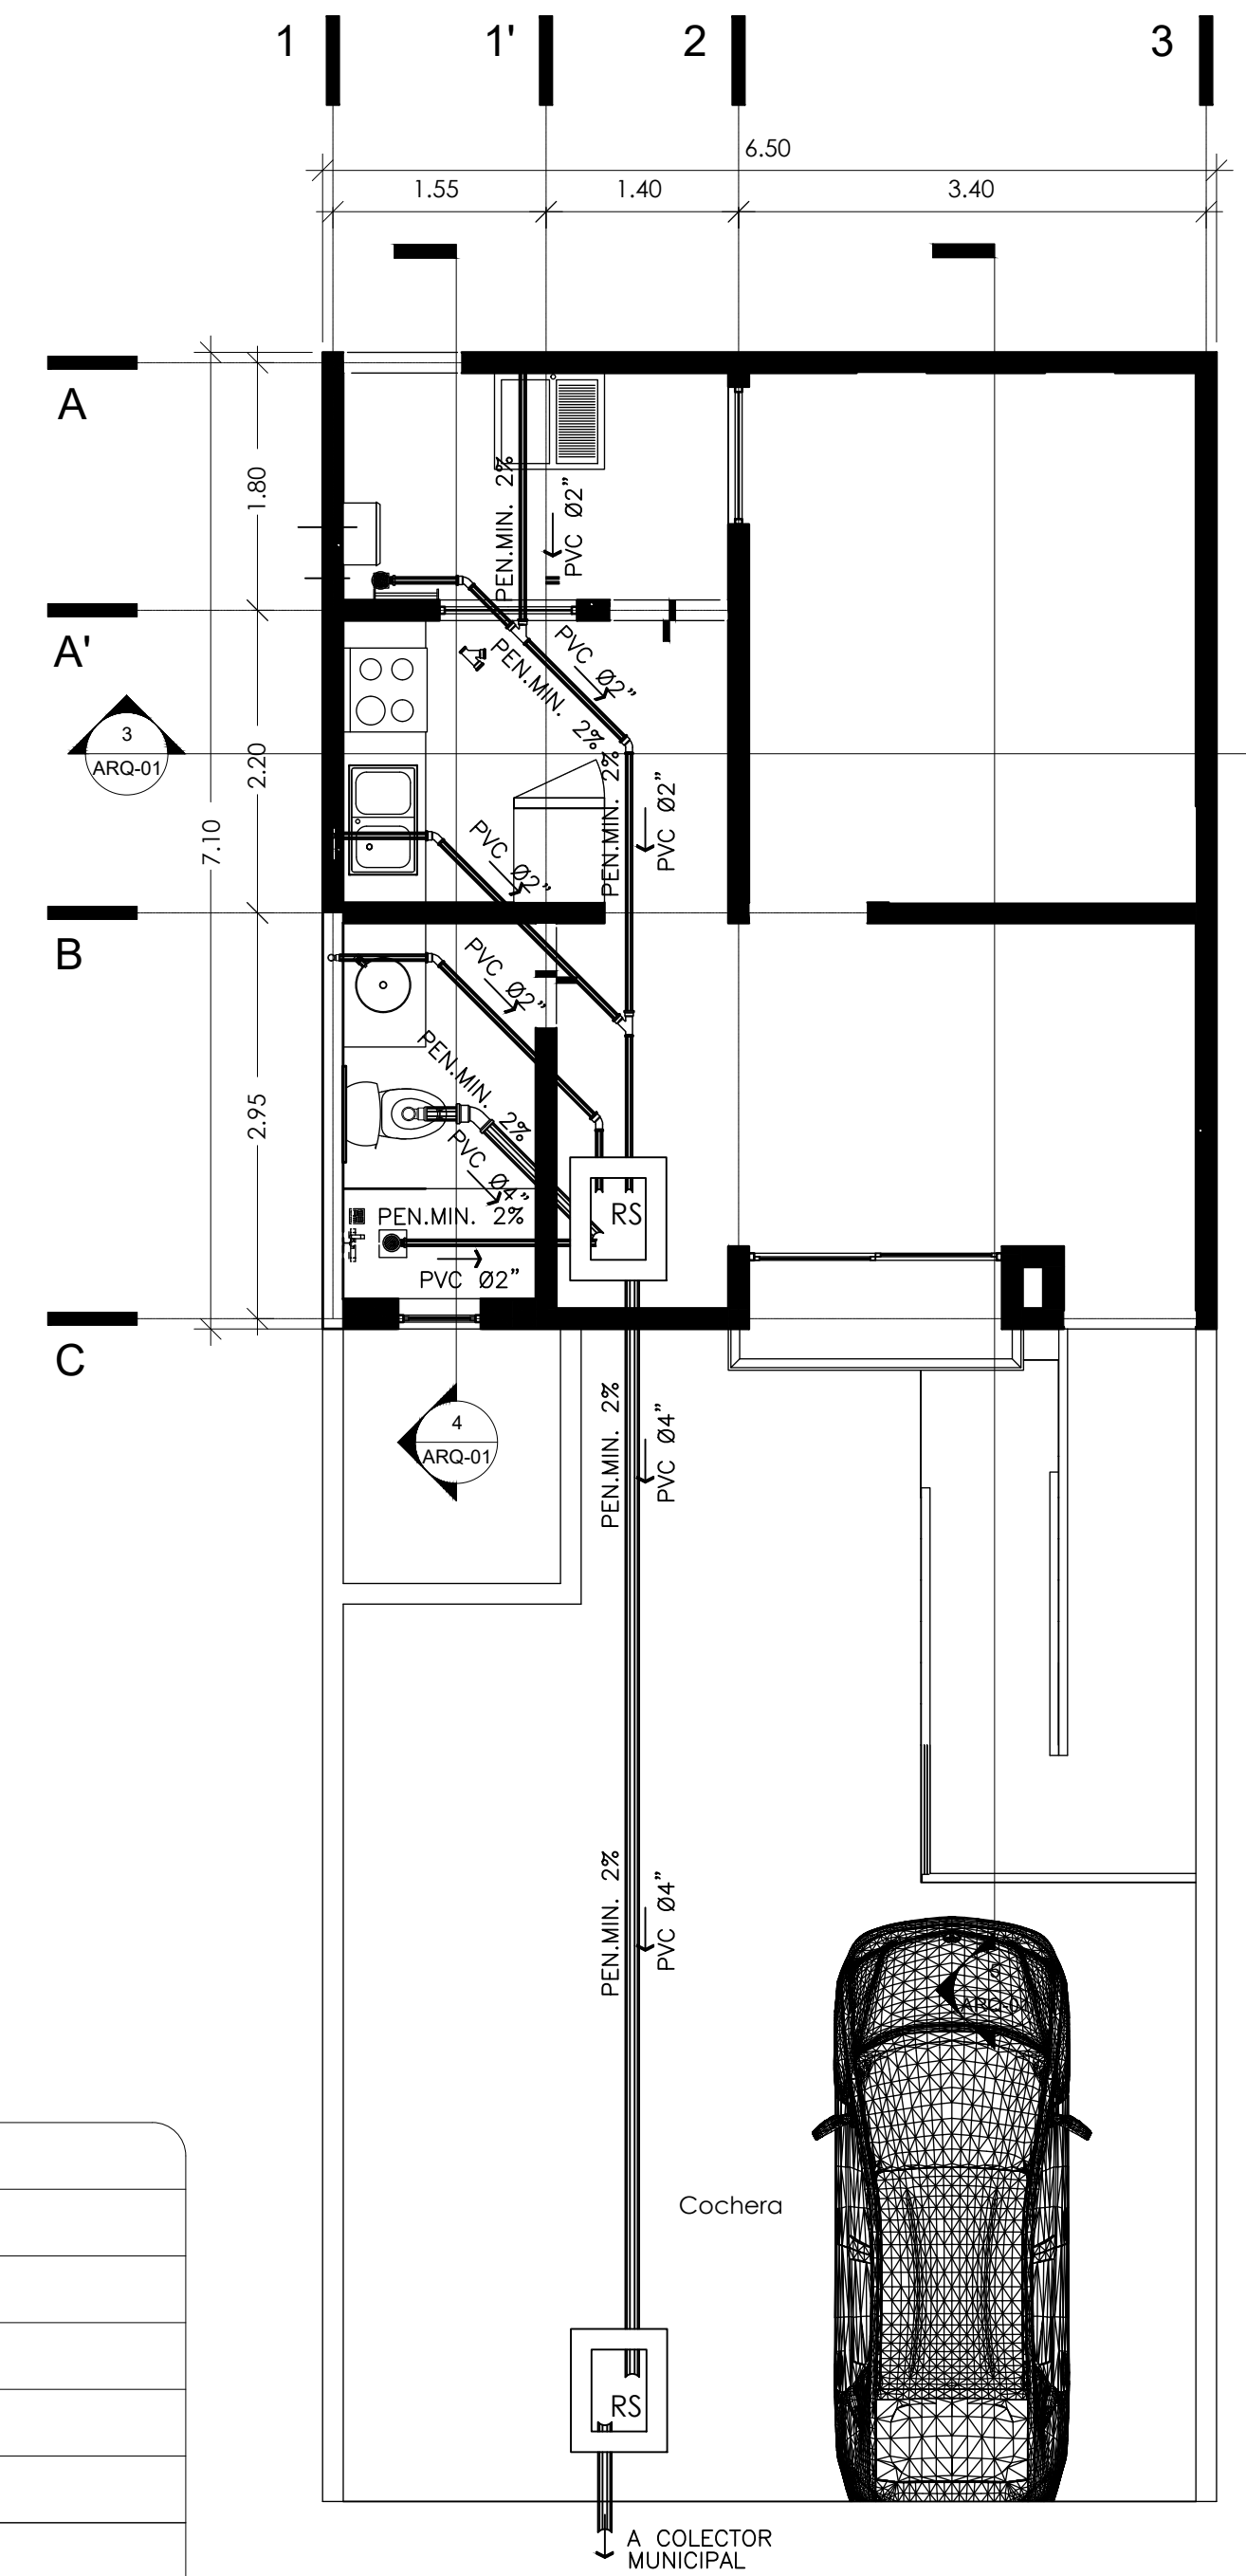 1
1'
2
3
6.50
1.55
1.40
3.40
A
1.80
PEN.MIN. 2%
PVC Ø2"
A'
PVC Ø2"
PEN.MIN. 2%
3
ARQ-01
2.20
7.10
PEN.MIN. 2%
PVC Ø2"
PVC Ø2"
B
PVC Ø2"
2.95
PEN.MIN. 2%
PVC Ø4"
RS
PEN.MIN. 2%
PVC Ø2"
C
4
ARQ-01
PEN.MIN. 2%
PVC Ø4"
PEN.MIN. 2%
PVC Ø4"
Cochera
RS
A COLECTOR
MUNICIPAL